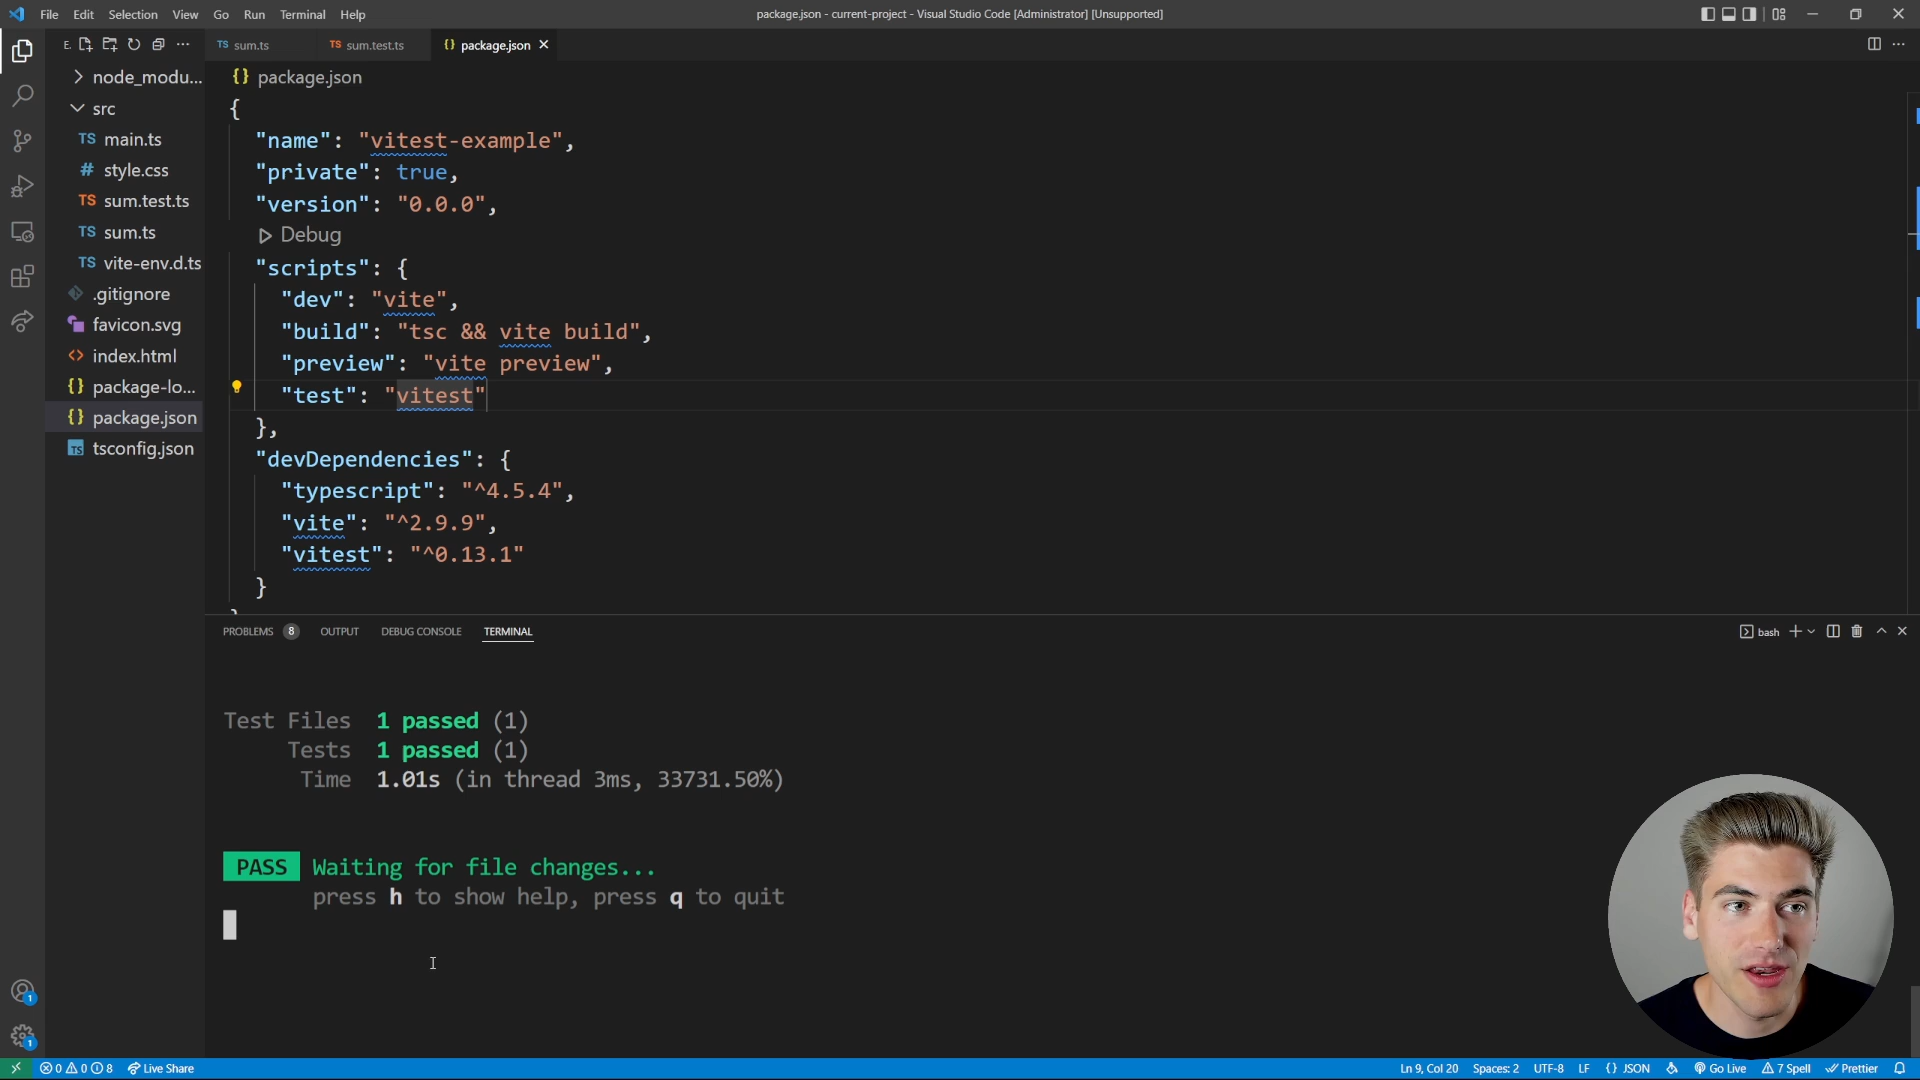 File Edit Selection View Go Run Terminal Help
package.json - current-project - Visual Studio Code [Administrator] [Unsupported]
E.
TS sum.ts
TS sum.test.ts
{} package.json
node_modu...
src
TS main.ts
# style.css
TS sum.test.ts
TS sum.ts
TS vite-env.d.ts
.gitignore
favicon.svg
<> index.html
{} package-lo...
{} package.json
TS tsconfig.json
{} package.json
{
"name": "vitest-example",
"private": true,
"version": "0.0.0",
Debug
"scripts": {
"dev": "vite",
"build": "tsc && vite build",
"preview": "vite preview",
"test": "vitest"
},
"devDependencies": {
"typescript": "^4.5.4",
"vite": "^2.9.9",
"vitest": "^0.13.1"
}
PROBLEMS 8 OUTPUT DEBUG CONSOLE TERMINAL
bash
Test Files 1 passed (1)
Tests 1 passed (1)
Time 1.01s (in thread 3ms, 33731.50%)
PASS Waiting for file changes...
press h to show help, press q to quit
1
1
0 0 8 Live Share
Ln 9, Col 20 Spaces: 2 UTF-8 LF {} JSON Go Live 7 Spell Prettier